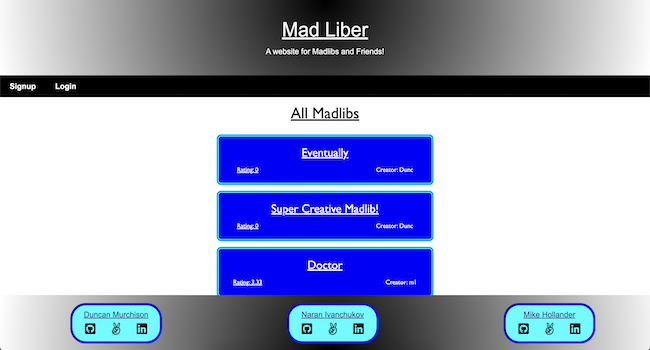 Mad Liber
A website for Madlibs and Friends!
Signup Login
All Madlibs
Eventually
Rating: 0 Creator: Dunc
Super Creative Madlib!
Rating: 0 Creator: Dunc
Doctor
Rating: 3.33 Creator: m1
Duncan Murchison Naran Ivanchukov Mike Hollander